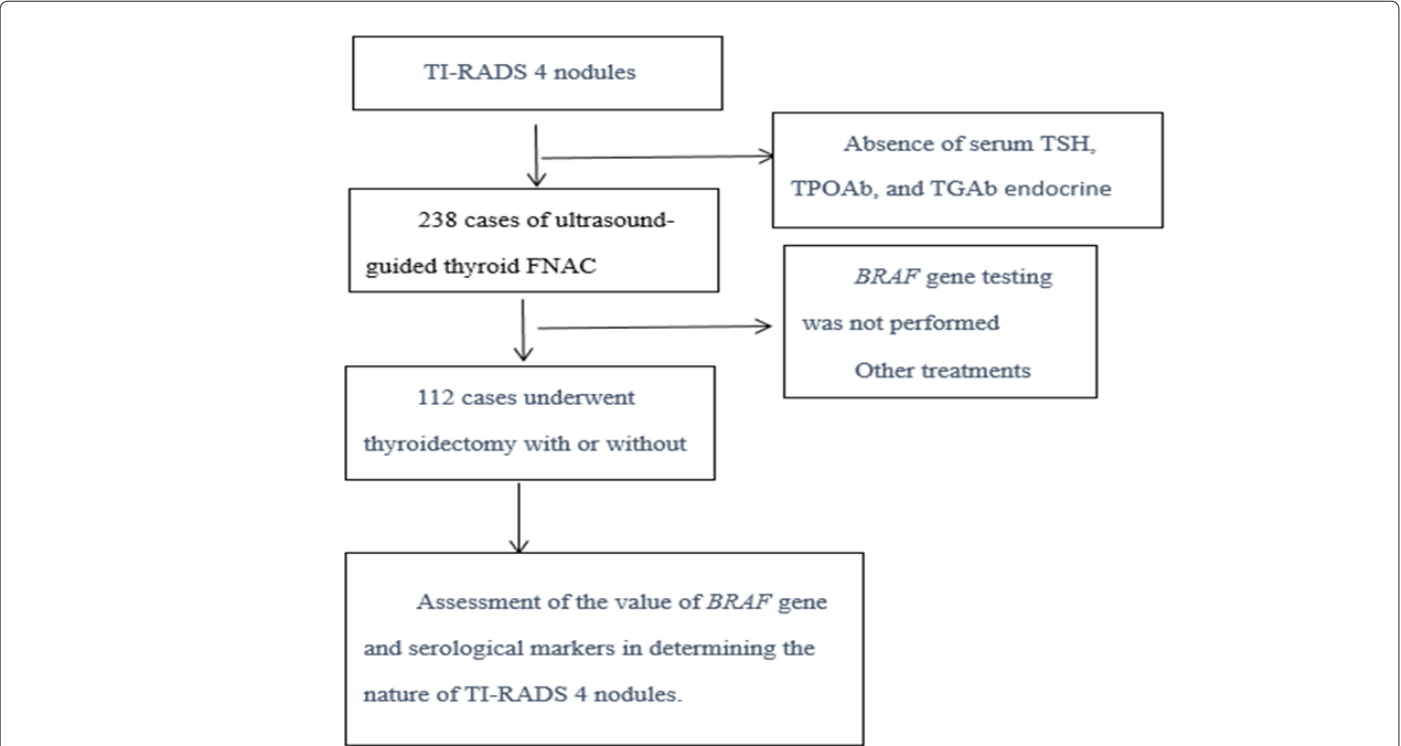 TI-RADS 4 nodules
Absence of serum TSH,
TPOAb, and TGAb endocrine
238 cases of ultrasound-
guided thyroid FNAC
BRAF gene testing
was not performed
Other treatments
112 cases underwent
thyroidectomy with or without
Assessment of the value of BRAF gene
and serological markers in determining the
nature of TI-RADS 4 nodules.